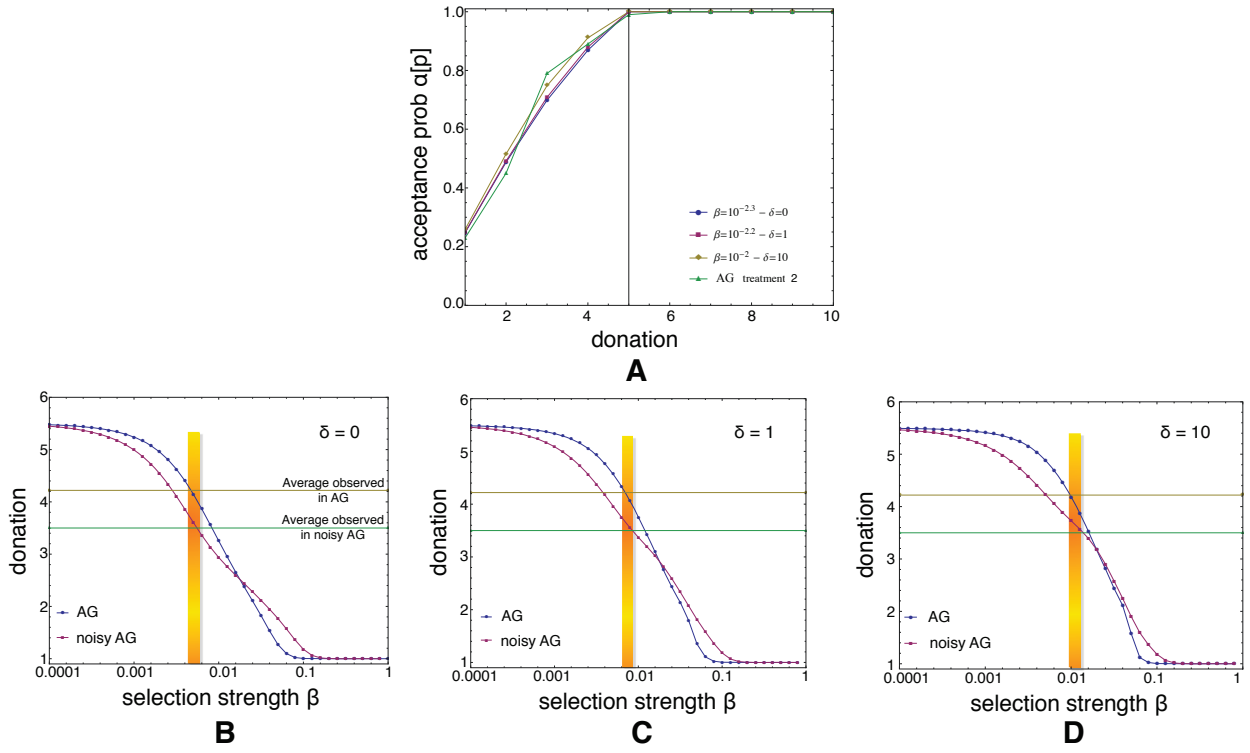 acceptance prob α[p]
1.0
0.8
0.6
0.4
0.2
0.0
β=10^{-2.3} – δ=0
β=10^{-2.2} – δ=1
β=10^{-2} – δ=10
AG treatment 2
2 4 6 8 10
donation
A
donation
6
5
4
3
2
1
δ = 0
Average observed
in AG
Average observed
in noisy AG
AG
noisy AG
0.0001 0.001 0.01 0.1 1
selection strength β
B
donation
6
5
4
3
2
1
δ = 1
AG
noisy AG
0.0001 0.001 0.01 0.1 1
selection strength β
C
donation
6
5
4
3
2
1
δ = 10
AG
noisy AG
0.0001 0.001 0.01 0.1 1
selection strength β
D